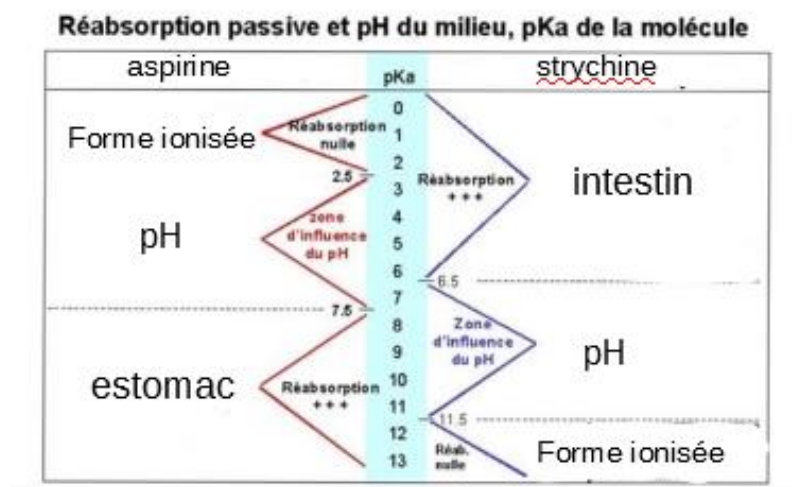 Réabsorption passive et pH du milieu, pKa de la molécule
aspirine
pKa
strychine
0
1
2
3
4
5
6
7
8
9
10
11
12
13
Forme ionisée
Réabsorption
nulle
2.5
pH
zone
d'influence
du pH
7.5
estomac
Réabsorption
+ + +
Réabsorption
+ + +
intestin
6.5
Zone
d'influence
du pH
pH
11.5
Réab.
nulle
Forme ionisée